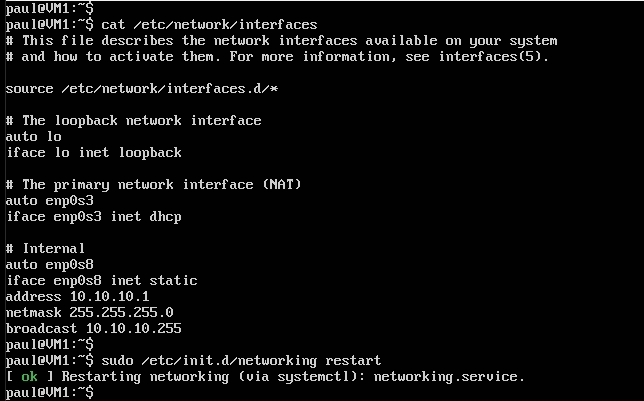 paul@VM1:~$
paul@VM1:~$ cat /etc/network/interfaces
# This file describes the network interfaces available on your system
# and how to activate them. For more information, see interfaces(5).
source /etc/network/interfaces.d/*
# The loopback network interface
auto lo
iface lo inet loopback
# The primary network interface (NAT)
auto enp0s3
iface enp0s3 inet dhcp
# Internal
auto enp0s8
iface enp0s8 inet static
address 10.10.10.1
netmask 255.255.255.0
broadcast 10.10.10.255
paul@VM1:~$
paul@VM1:~$ sudo /etc/init.d/networking restart
[ ok ] Restarting networking (via systemctl): networking.service.
paul@VM1:~$